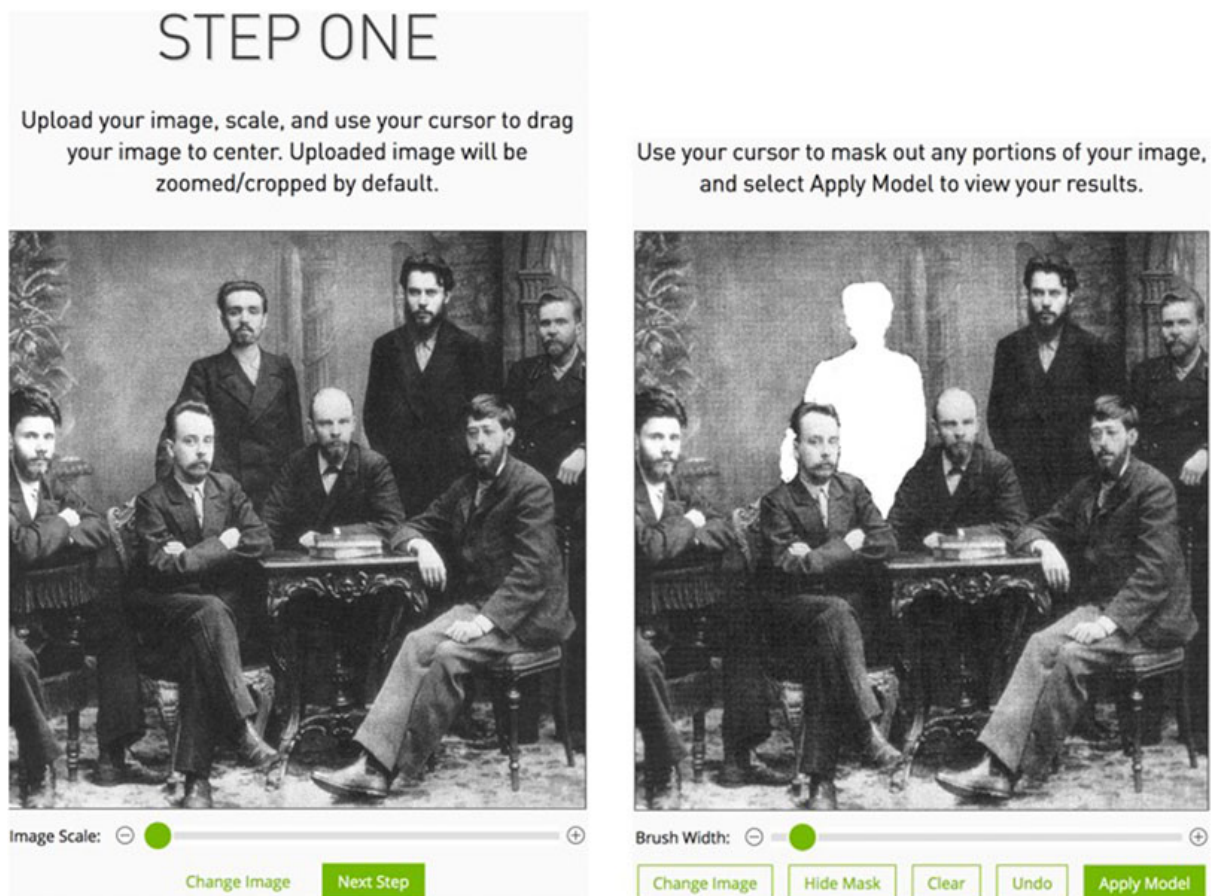 STEP ONE
Upload your image, scale, and use your cursor to drag
your image to center. Uploaded image will be
zoomed/cropped by default.
Image Scale:
Change Image
Next Step
Use your cursor to mask out any portions of your image,
and select Apply Model to view your results.
Brush Width:
Change Image
Hide Mask
Clear
Undo
Apply Model